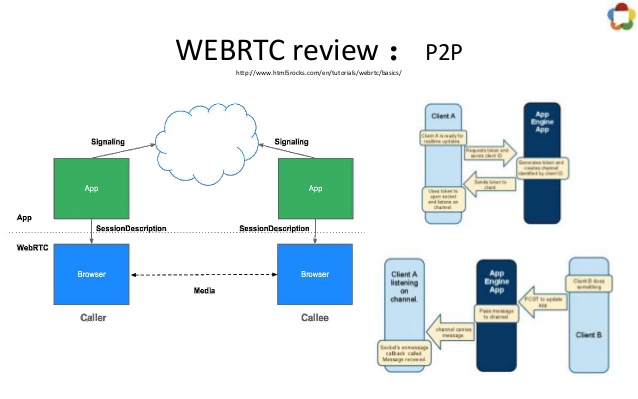 WEBRTC review： P2P
http://www.html5rocks.com/en/tutorials/webrtc/basics/
Signaling
Signaling
App
App
App
SessionDescription
SessionDescription
WebRTC
Browser
Browser
Media
Caller
Callee
Client A
App
Engine
App
Client A is ready for
realtime updates.
Requests token and
sends client ID.
Generates token and
creates channel
identified by client ID.
Sends token to
client
Uses token to
open socket
and listens on
channel.
Client A
listening
on
channel.
App
Engine
App
Client B does
something
POST to update
app
Pass message
to channel
channel carries
message
Client B
Socket's onmessage
callback called.
Message received